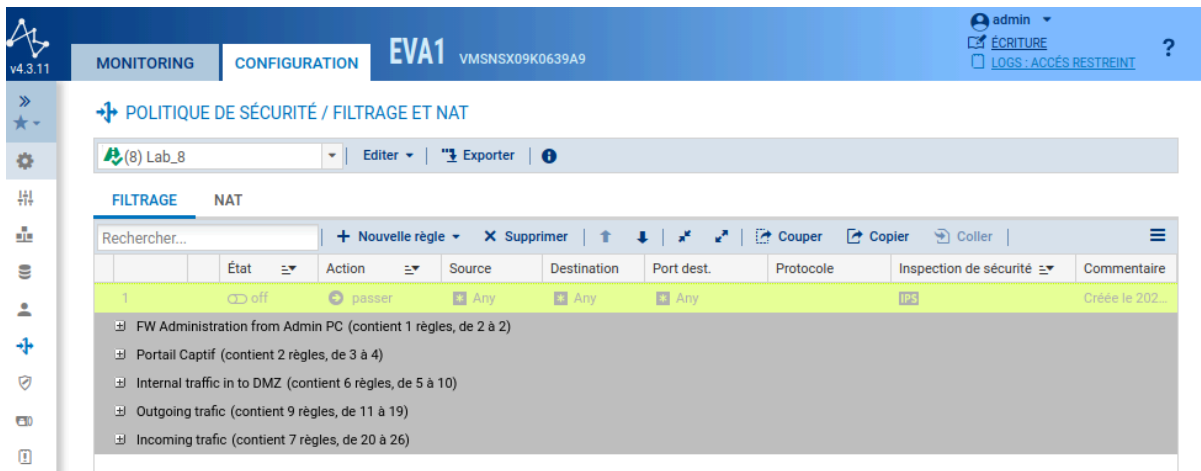 v4.3.11
MONITORING CONFIGURATION EVA1 VMSNSX09K0639A9
admin
ÉCRITURE
LOGS : ACCÉS RESTREINT
?
POLITIQUE DE SÉCURITÉ / FILTRAGE ET NAT
(8) Lab_8 Editer Exporter
FILTRAGE NAT
Rechercher... + Nouvelle règle X Supprimer Couper Copier Coller
État Action Source Destination Port dest. Protocole Inspection de sécurité Commentaire
1 off passer Any Any Any IPS Créée le 202...
FW Administration from Admin PC (contient 1 règles, de 2 à 2)
Portail Captif (contient 2 règles, de 3 à 4)
Internal traffic in to DMZ (contient 6 règles, de 5 à 10)
Outgoing trafic (contient 9 règles, de 11 à 19)
Incoming trafic (contient 7 règles, de 20 à 26)